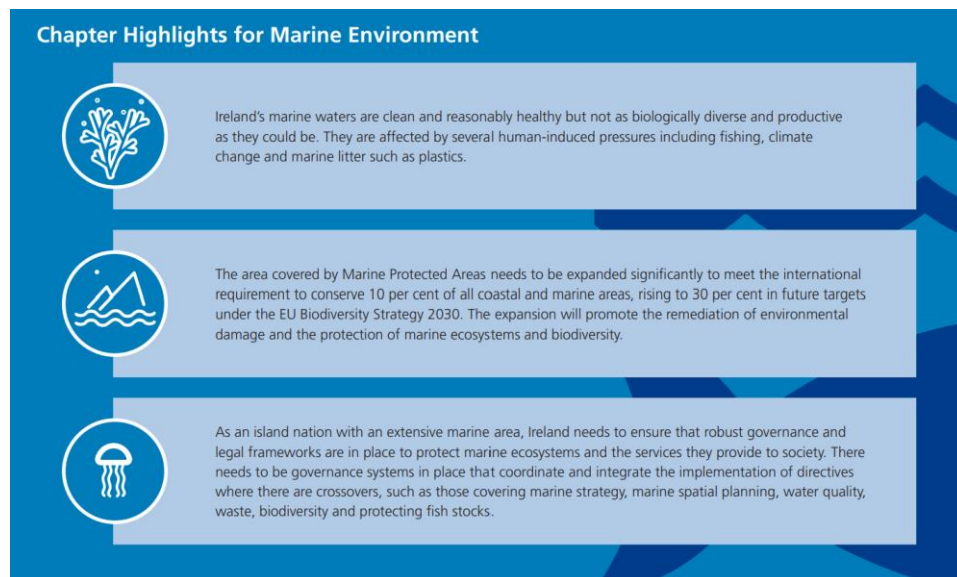 Chapter Highlights for Marine Environment
Ireland’s marine waters are clean and reasonably healthy but not as biologically diverse and productive
as they could be. They are affected by several human-induced pressures including fishing, climate
change and marine litter such as plastics.
The area covered by Marine Protected Areas needs to be expanded significantly to meet the international
requirement to conserve 10 per cent of all coastal and marine areas, rising to 30 per cent in future targets
under the EU Biodiversity Strategy 2030. The expansion will promote the remediation of environmental
damage and the protection of marine ecosystems and biodiversity.
As an island nation with an extensive marine area, Ireland needs to ensure that robust governance and
legal frameworks are in place to protect marine ecosystems and the services they provide to society. There
needs to be governance systems in place that coordinate and integrate the implementation of directives
where there are crossovers, such as those covering marine strategy, marine spatial planning, water quality,
waste, biodiversity and protecting fish stocks.